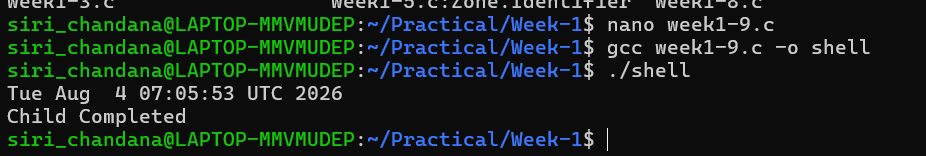 week1-3.c                  week1-5.c:Zone.Identifier  week1-8.c
siri_chandana@LAPTOP-MMVMUDEP:~/Practical/Week-1$ nano week1-9.c
siri_chandana@LAPTOP-MMVMUDEP:~/Practical/Week-1$ gcc week1-9.c -o shell
siri_chandana@LAPTOP-MMVMUDEP:~/Practical/Week-1$ ./shell
Tue Aug  4 07:05:53 UTC 2026
Child Completed
siri_chandana@LAPTOP-MMVMUDEP:~/Practical/Week-1$